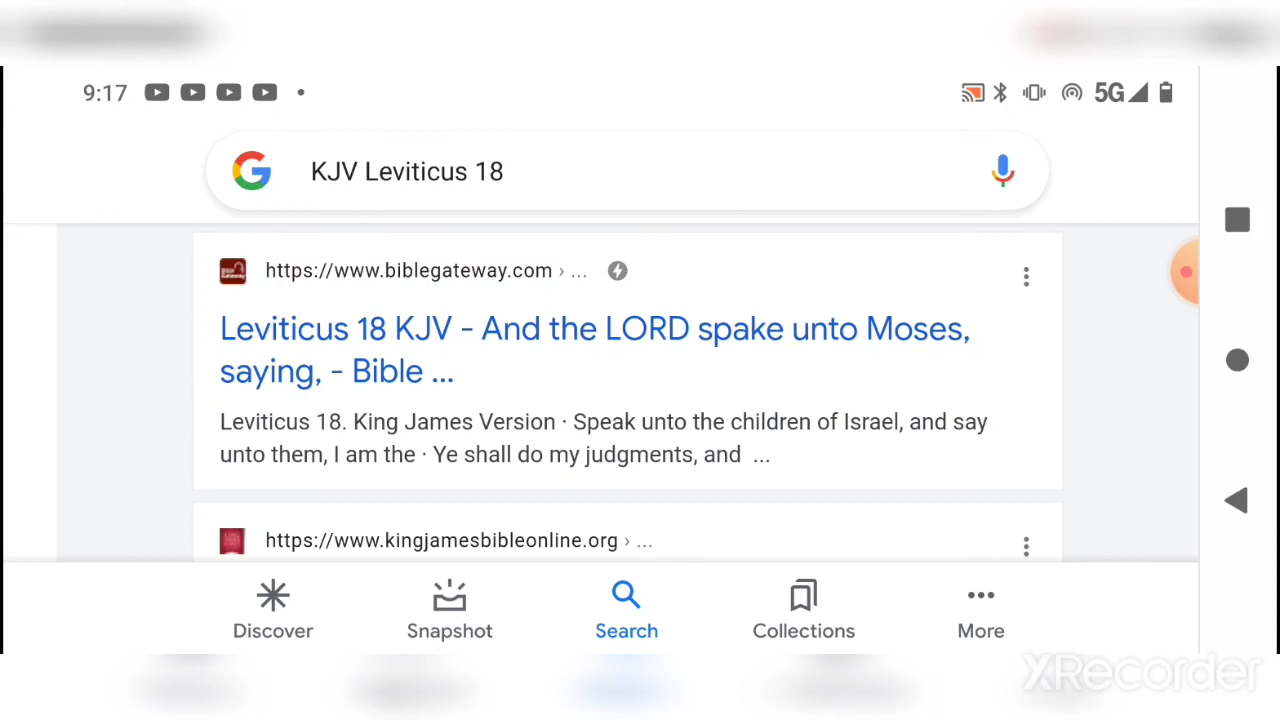 9:17
5G
KJV Leviticus 18
https://www.biblegateway.com › ...
Leviticus 18 KJV - And the LORD spake unto Moses,
saying, - Bible ...
Leviticus 18. King James Version · Speak unto the children of Israel, and say
unto them, I am the · Ye shall do my judgments, and ...
https://www.kingjamesbibleonline.org › ...
Discover
Snapshot
Search
Collections
More
XRecorder